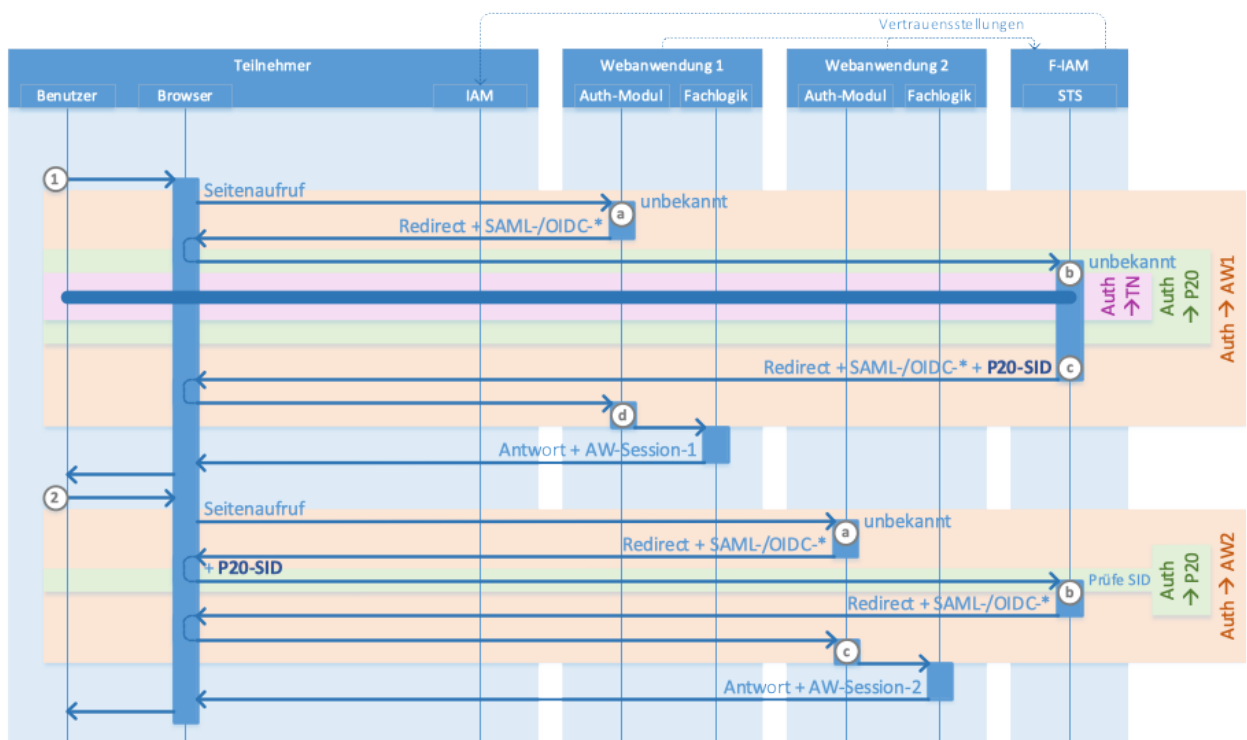 Vertrauensstellungen
Teilnehmer
Webanwendung 1
Webanwendung 2
F-IAM
Benutzer
Browser
IAM
Auth-Modul
Fachlogik
Auth-Modul
Fachlogik
STS
1
Seitenaufruf
a
unbekannt
Redirect + SAML-/OIDC-*
b
unbekannt
Auth
→TN
Auth
→ P20
Auth → AW1
Redirect + SAML-/OIDC-* + P20-SID
c
d
Antwort + AW-Session-1
2
Seitenaufruf
a
unbekannt
Redirect + SAML-/OIDC-*
+ P20-SID
b
Prüfe SID
Auth
→ P20
Auth → AW2
Redirect + SAML-/OIDC-*
c
Antwort + AW-Session-2